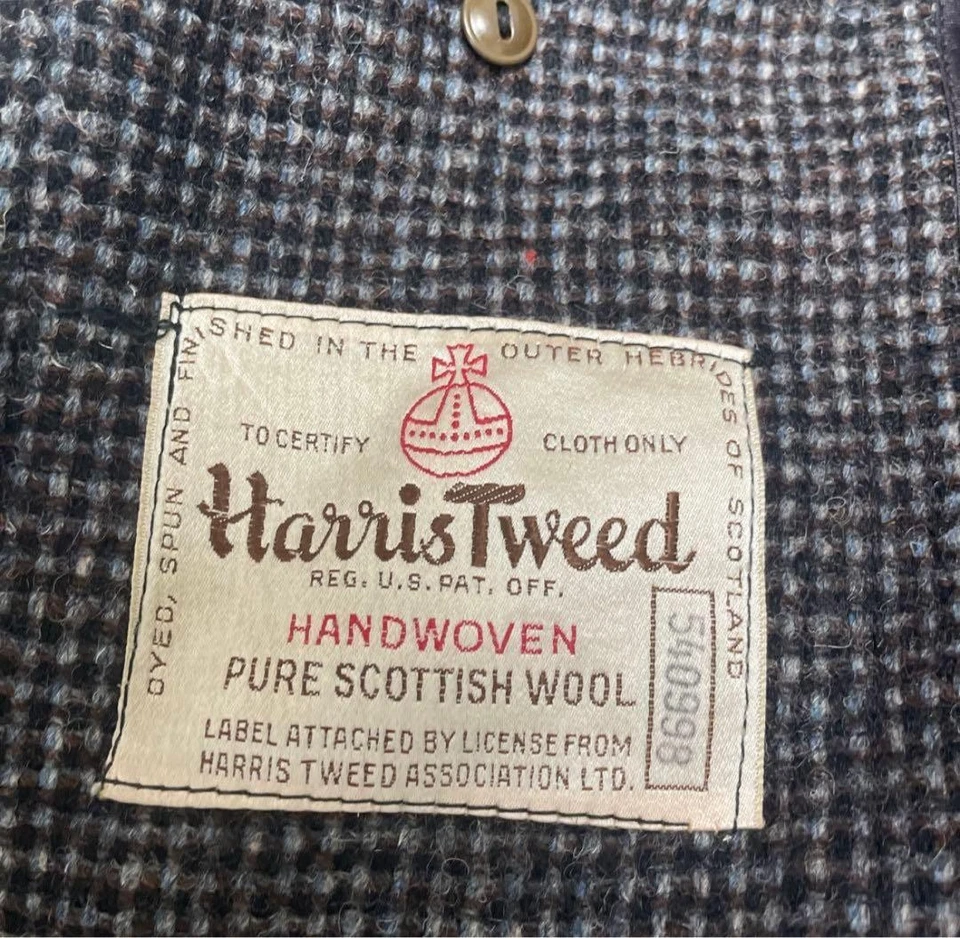 DYED, SPUN AND FINISHED IN THE OUTER HEBRIDES OF SCOTLAND
TO CERTIFY CLOTH ONLY
Harris Tweed
REG. U.S. PAT. OFF.
HANDWOVEN
PURE SCOTTISH WOOL
LABEL ATTACHED BY LICENSE FROM
HARRIS TWEED ASSOCIATION LTD.
540998